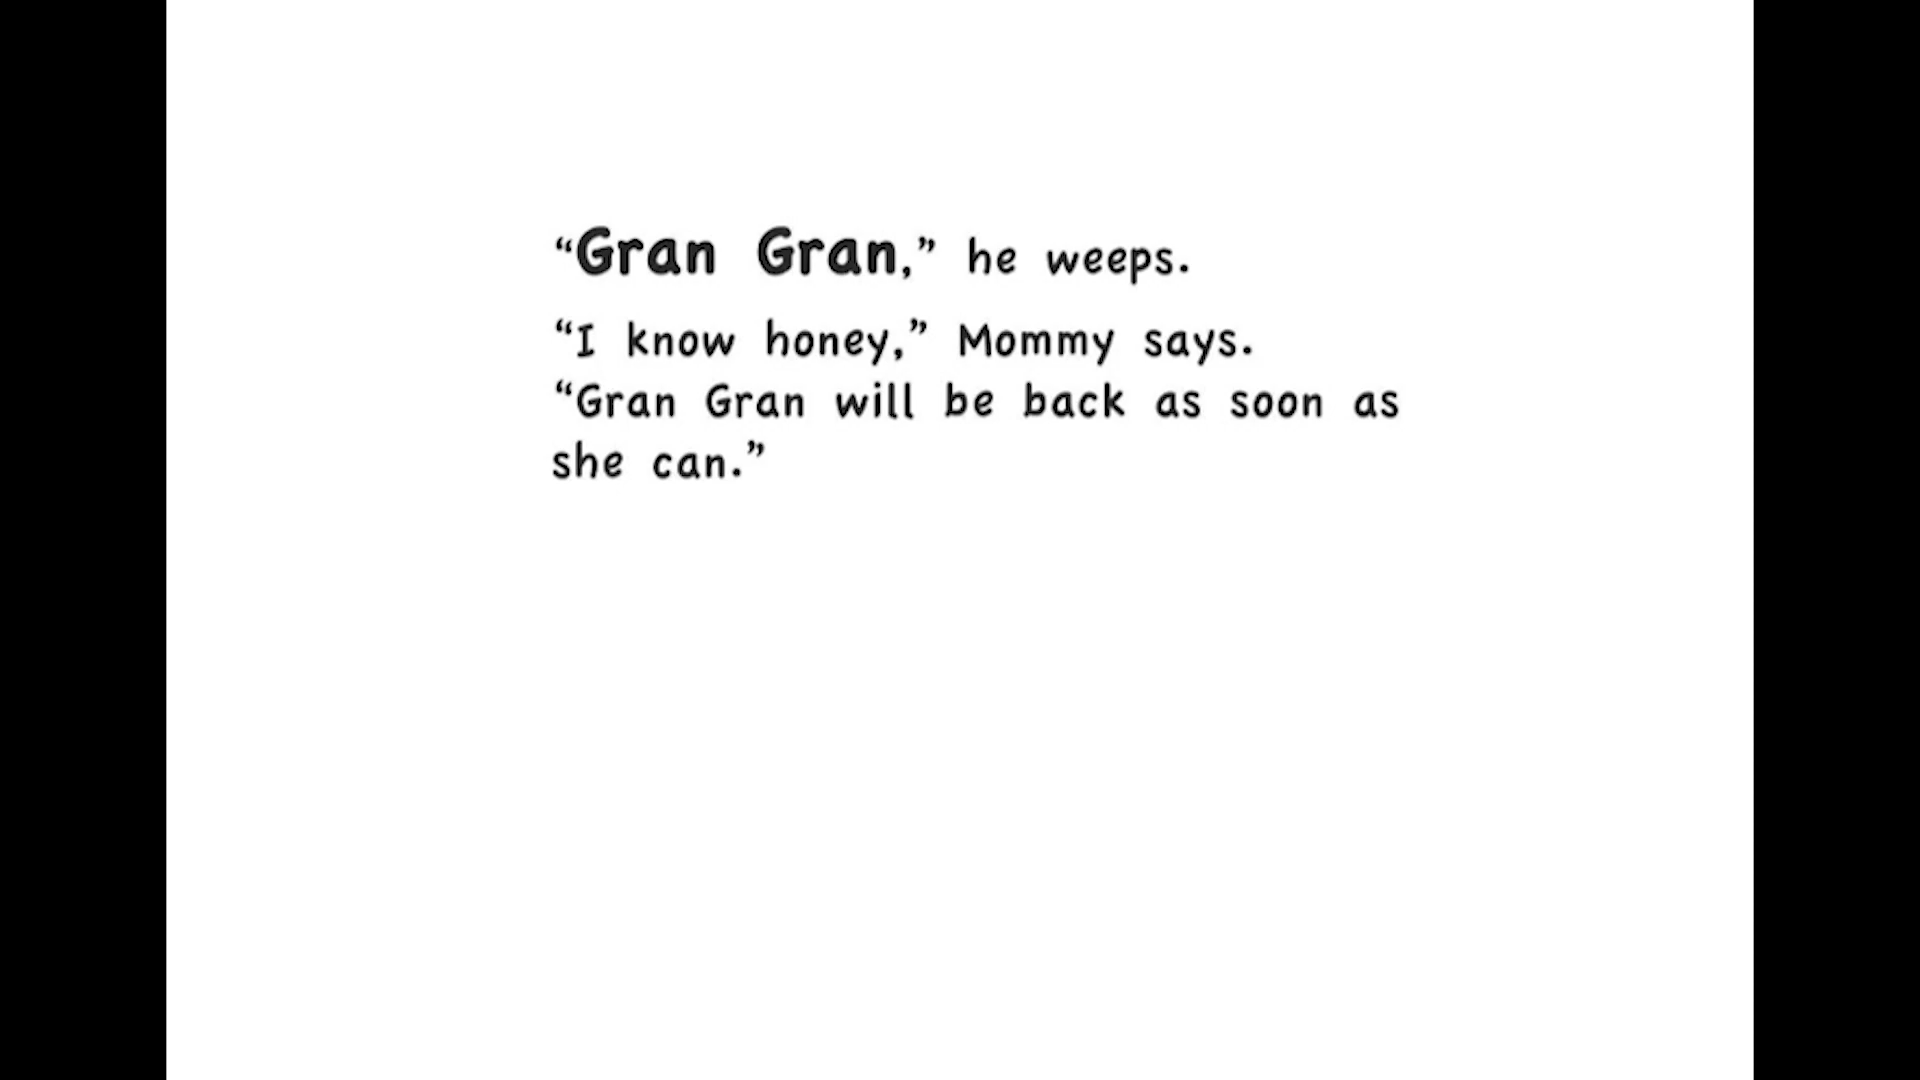 “Gran Gran,” he weeps.
“I know honey,” Mommy says.
“Gran Gran will be back as soon as
she can.”